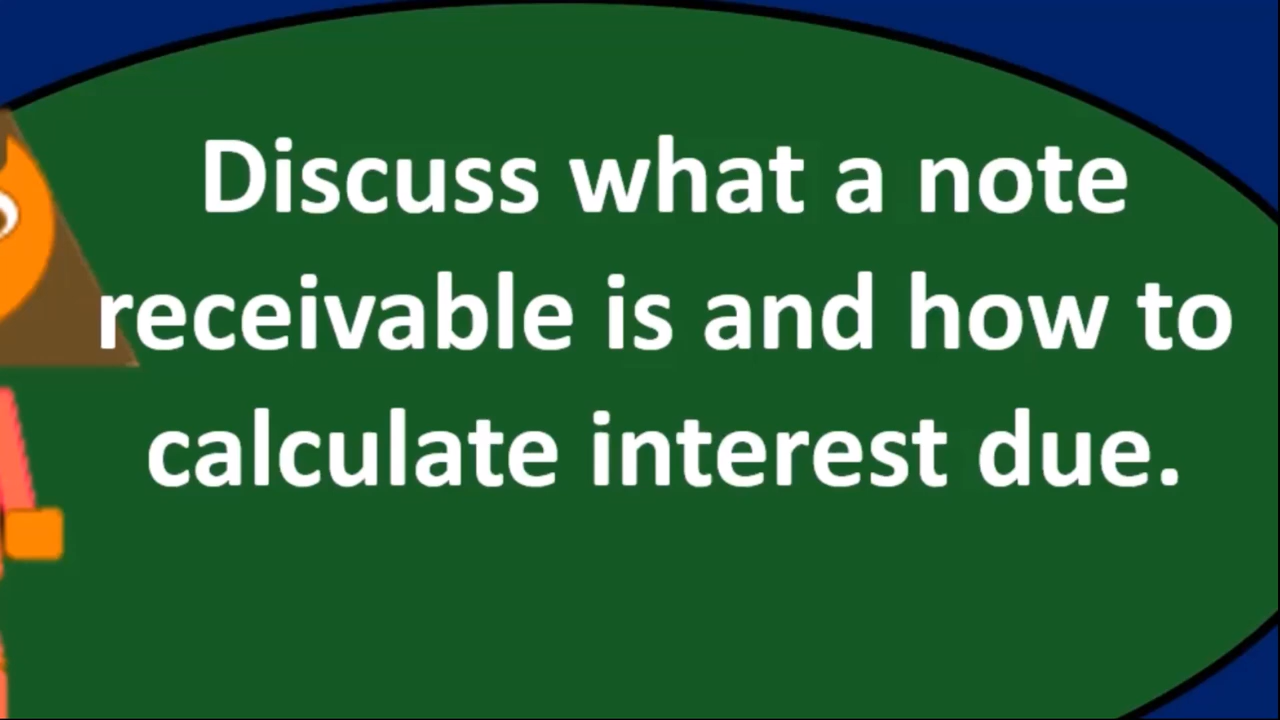 Discuss what a note
receivable is and how to
calculate interest due.